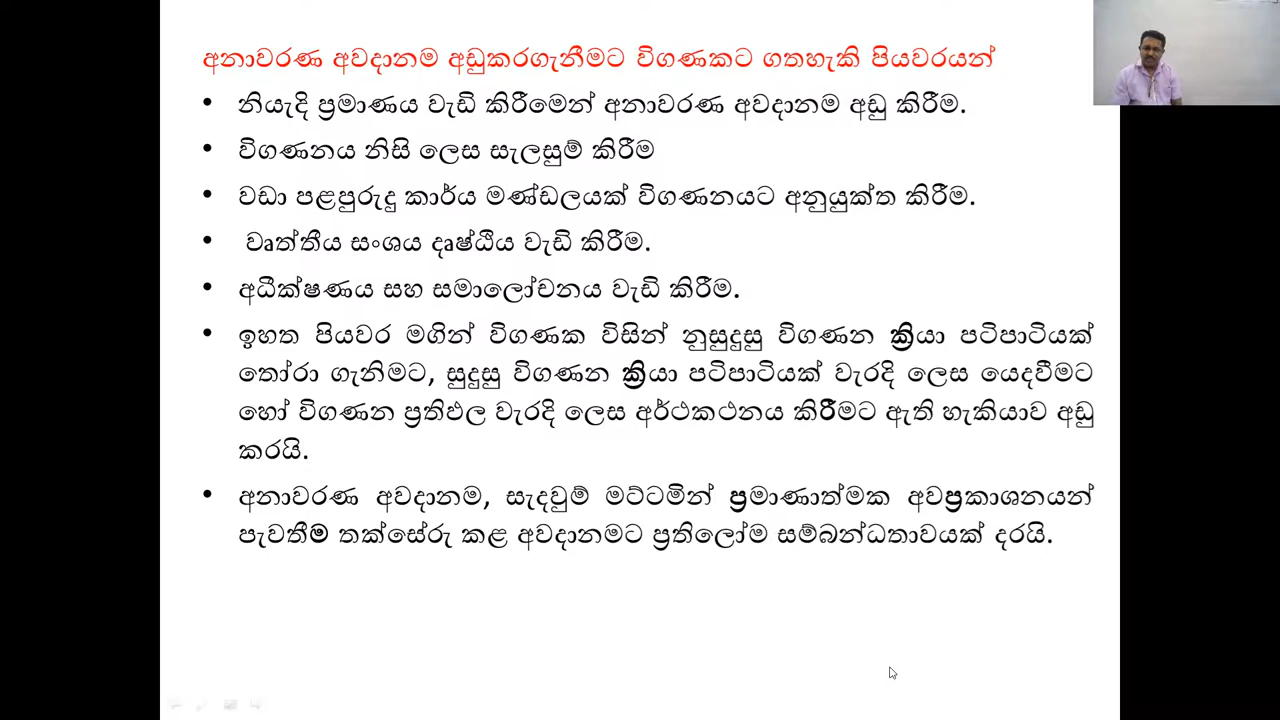 අනාවරණ අවදානම අඩුකරගැනීමට විගණකට ගතහැකි පියවරයන්
• නියැදි ප්‍රමාණය වැඩි කිරීමෙන් අනාවරණ අවදානම අඩු කිරීම.
• විගණනය නිසි ලෙස සැලසුම් කිරීම
• වඩා පළපුරුදු කාර්ය මණ්ඩලයක් විගණනයට අනුයුක්ත කිරීම.
• වෘත්තීය සංශය දෘෂ්ඨිය වැඩි කිරීම.
• අධීක්ෂණය සහ සමාලෝචනය වැඩි කිරීම.
• ඉහත පියවර මගින් විගණක විසින් නුසුදුසු විගණන ක්‍රියා පටිපාටියක්
තෝරා ගැනිමට, සුදුසු විගණන ක්‍රියා පටිපාටියක් වැරදි ලෙස යෙදවීමට
හෝ විගණන ප්‍රතිඵල වැරදි ලෙස අර්ථකථනය කිරීමට ඇති හැකියාව අඩු
කරයි.
• අනාවරණ අවදානම, සැදවුම් මට්ටමින් ප්‍රමාණාත්මක අවප්‍රකාශනයන්
පැවතීම තක්සේරු කළ අවදානමට ප්‍රතිලෝම සම්බන්ධතාවයක් දරයි.